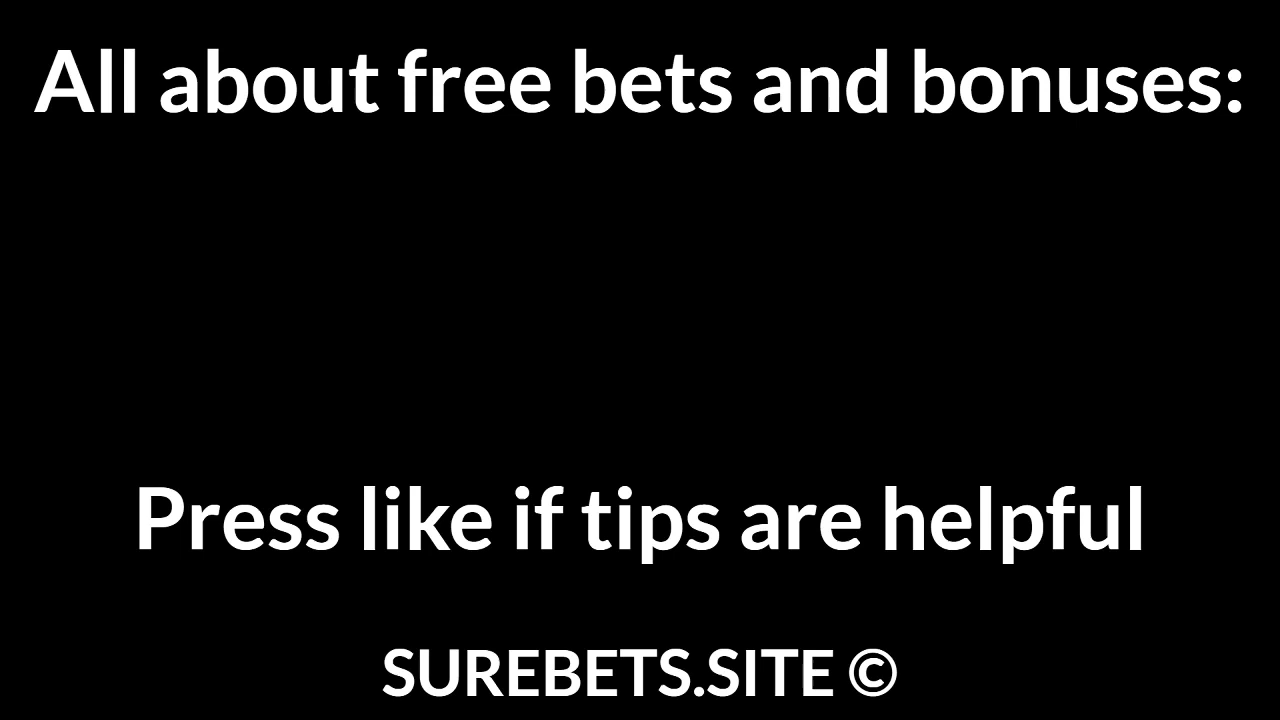 All about free bets and bonuses:
Press like if tips are helpful
SUREBETS.SITE ©